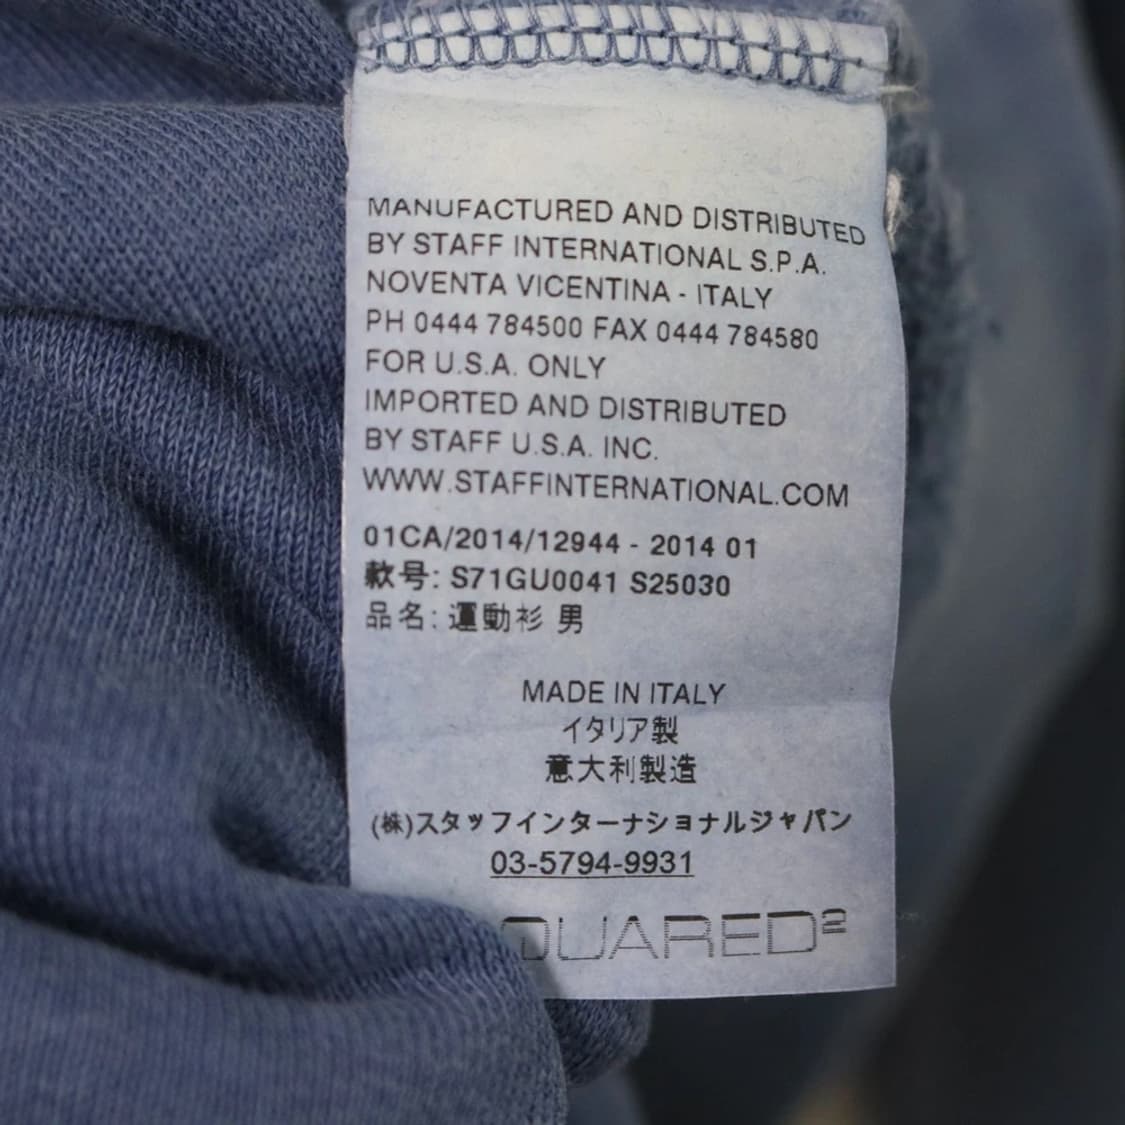 MANUFACTURED AND DISTRIBUTED
BY STAFF INTERNATIONAL S.P.A.
NOVENTA VICENTINA - ITALY
PH 0444 784500 FAX 0444 784580
FOR U.S.A. ONLY
IMPORTED AND DISTRIBUTED
BY STAFF U.S.A. INC.
WWW.STAFFINTERNATIONAL.COM
01CA/2014/12944 - 2014 01
款号: S71GU0041 S25030
品名: 運動衫 男
MADE IN ITALY
イタリア製
意大利製造
(株)スタッフインターナショナルジャパン
03-5794-9931
QUARED²